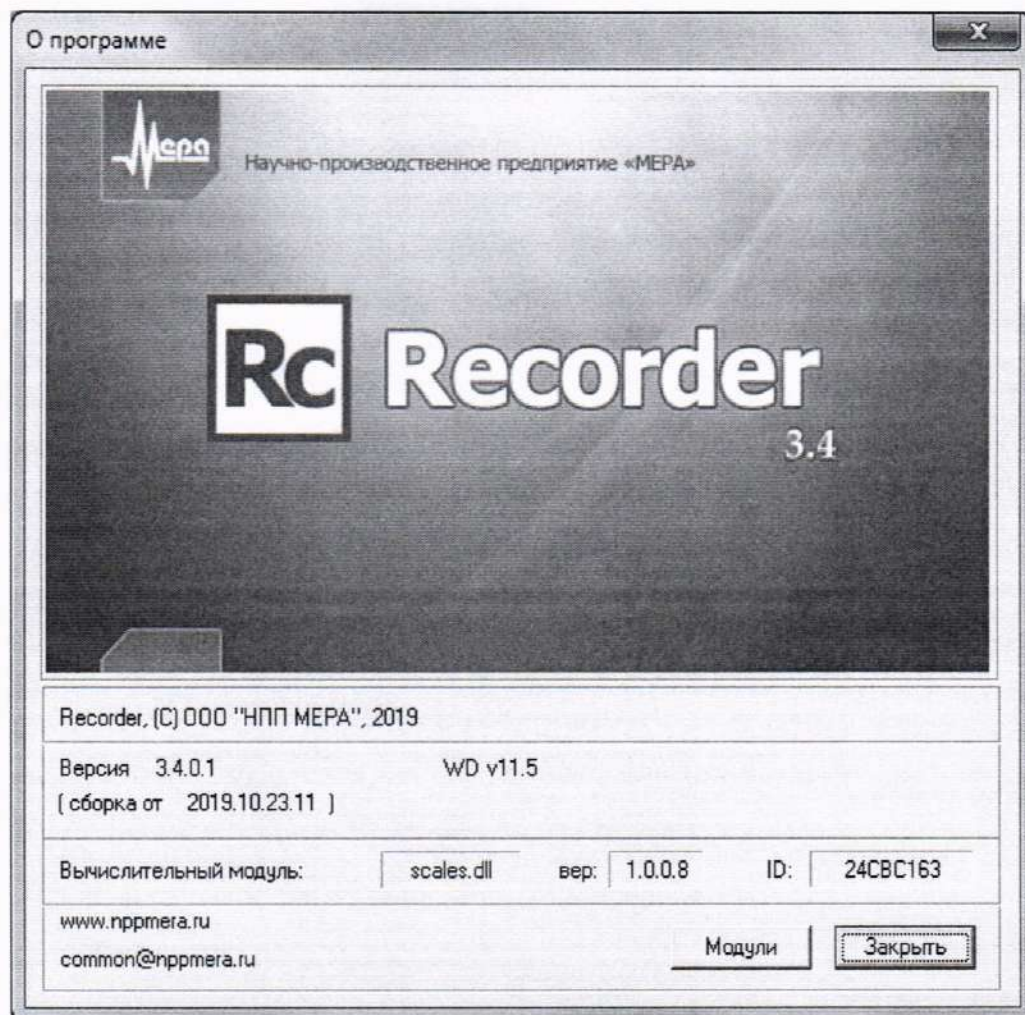 О программе
Мера
Научно-производственное предприятие «МЕРА»
Rc Recorder
3.4
Recorder, (C) ООО "НПП МЕРА", 2019
Версия 3.4.0.1 WD v11.5
( сборка от 2019.10.23.11 )
Вычислительный модуль: scales.dll вер: 1.0.0.8 ID: 24CBC163
www.nppmera.ru
common@nppmera.ru
Модули Закрыть